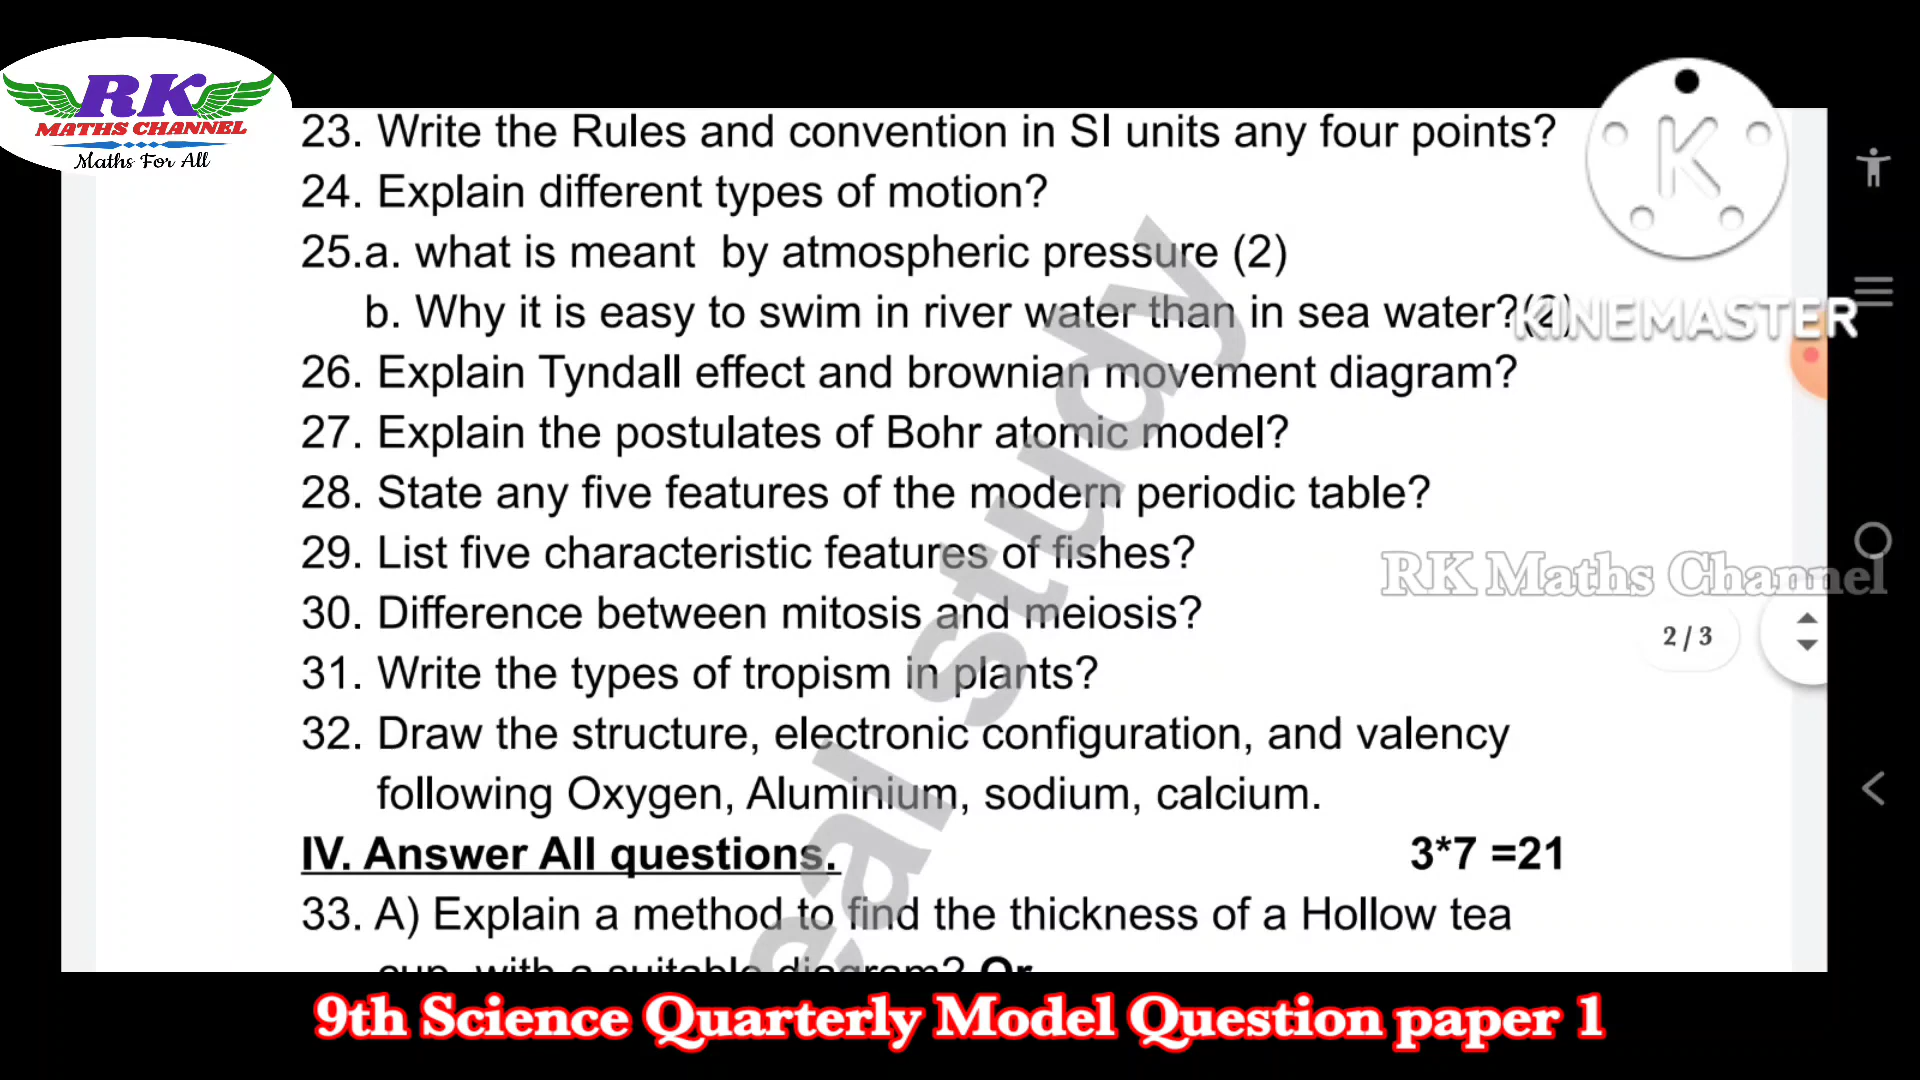 RK
MATHS CHANNEL
Maths For All
K
KINEMASTER
23. Write the Rules and convention in SI units any four points?
24. Explain different types of motion?
25.a. what is meant by atmospheric pressure (2)
b. Why it is easy to swim in river water than in sea water?(2)
26. Explain Tyndall effect and brownian movement diagram?
27. Explain the postulates of Bohr atomic model?
28. State any five features of the modern periodic table?
29. List five characteristic features of fishes?
RK Maths Channel
30. Difference between mitosis and meiosis?
2 / 3
31. Write the types of tropism in plants?
32. Draw the structure, electronic configuration, and valency
following Oxygen, Aluminium, sodium, calcium.
IV. Answer All questions. 3*7 =21
33. A) Explain a method to find the thickness of a Hollow tea
cup, with a suitable diagram? Or
eal study
9th Science Quarterly Model Question paper 1